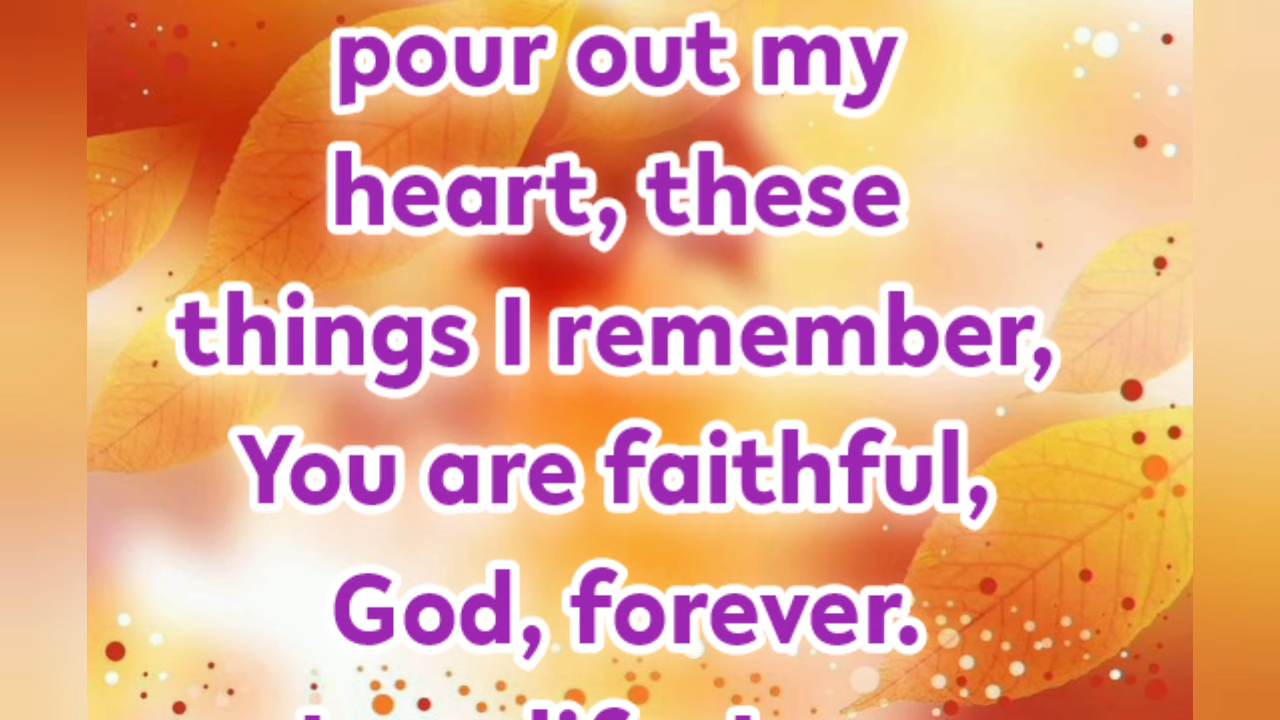 pour out my
heart, these
things I remember,
You are faithful,
God, forever.